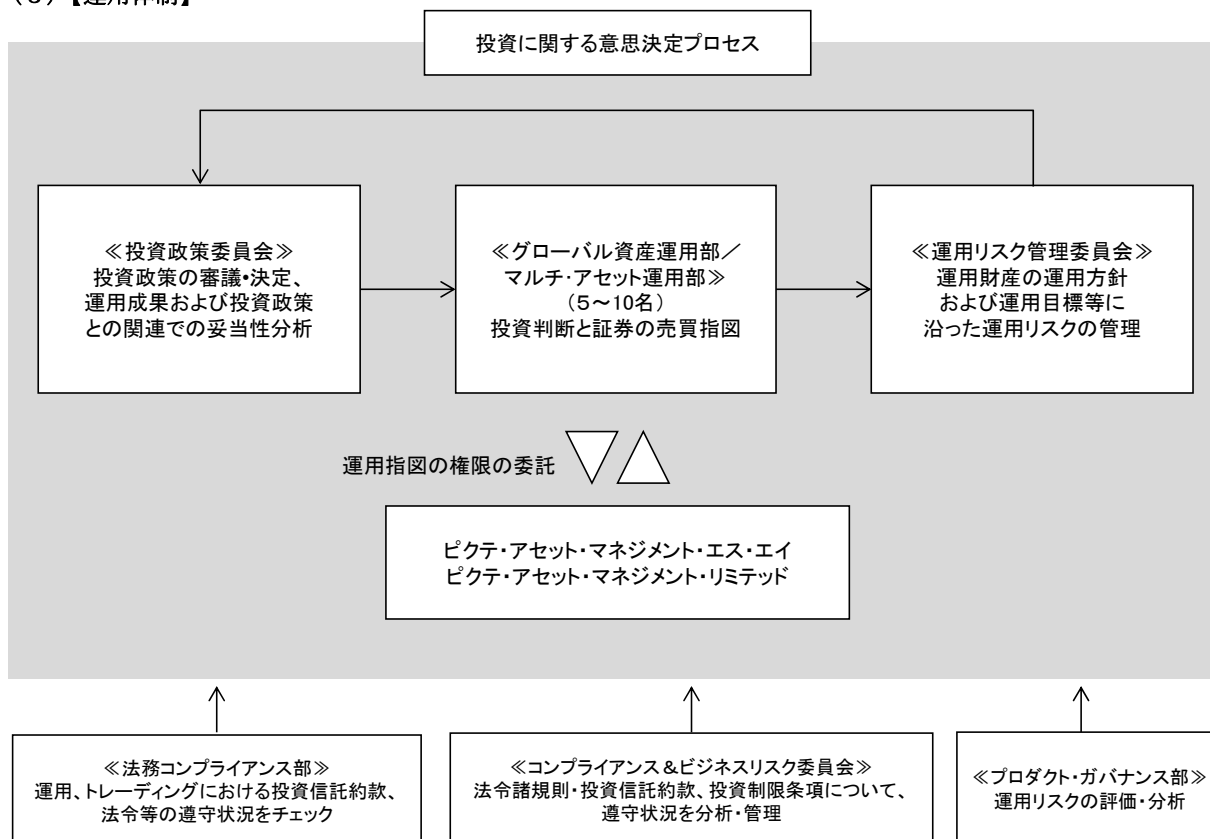 【運用体制】
投資に関する意思決定プロセス
≪投資政策委員会≫
投資政策の審議・決定、
運用成果および投資政策
との関連での妥当性分析
≪グローバル資産運用部／
マルチ・アセット運用部≫
（５～１０名）
投資判断と証券の売買指図
≪運用リスク管理委員会≫
運用財産の運用方針
および運用目標等に
沿った運用リスクの管理
運用指図の権限の委託
ピクテ・アセット・マネジメント・エス・エイ
ピクテ・アセット・マネジメント・リミテッド
≪法務コンプライアンス部≫
運用、トレーディングにおける投資信託約款、
法令等の遵守状況をチェック
≪コンプライアンス＆ビジネスリスク委員会≫
法令諸規則・投資信託約款、投資制限条項について、
遵守状況を分析・管理
≪プロダクト・ガバナンス部≫
運用リスクの評価・分析